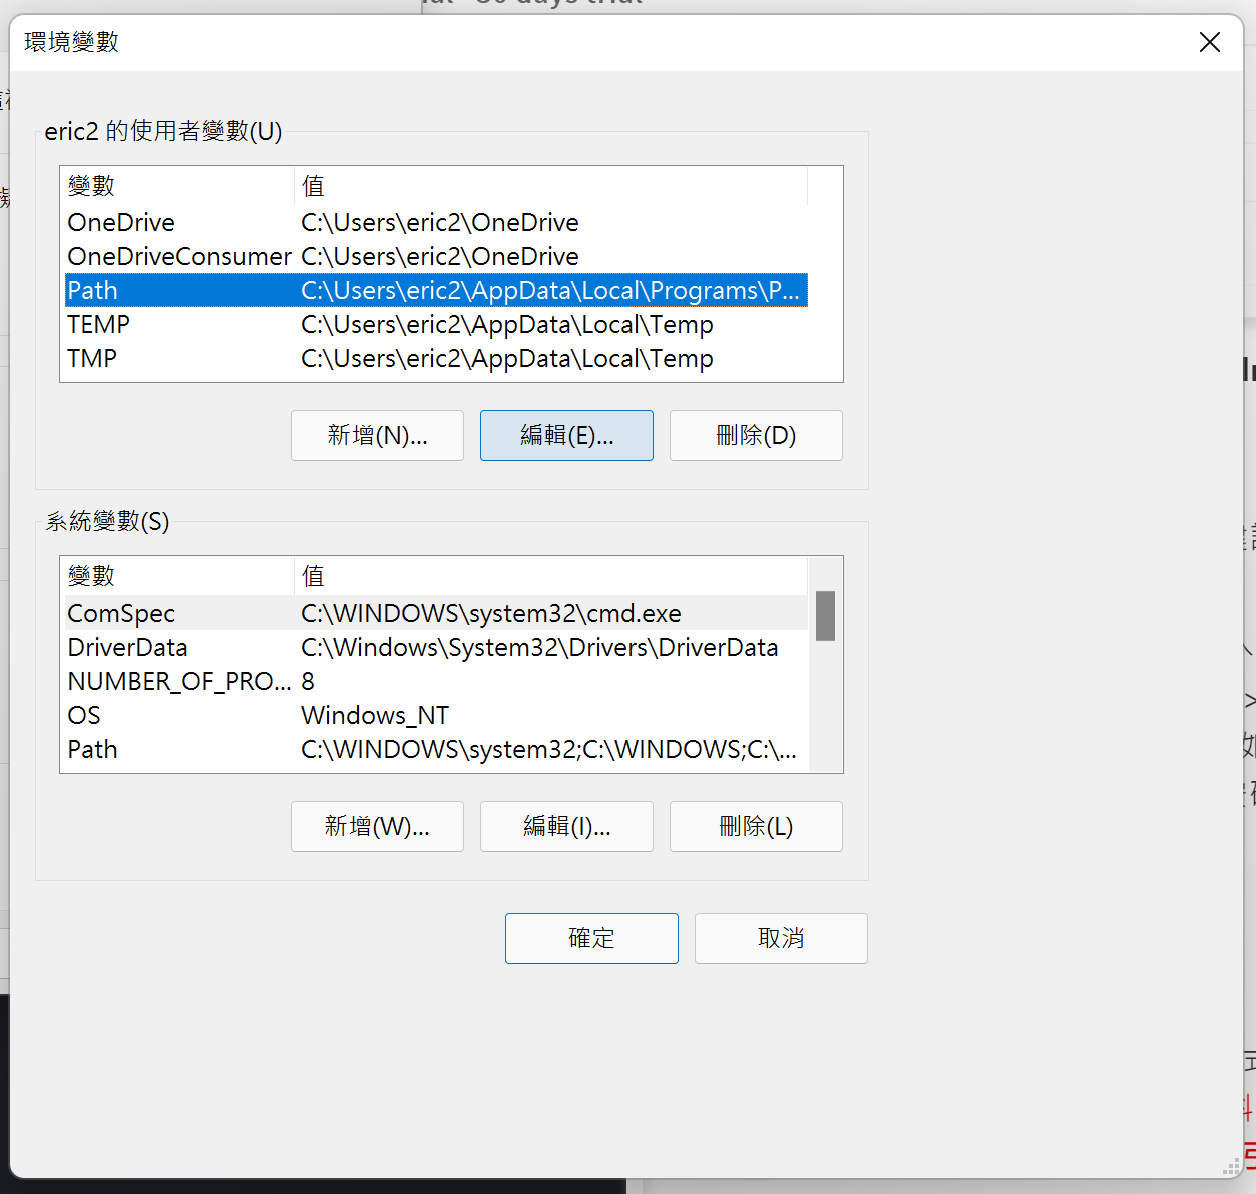 80 days trial
環境變數
eric2 的使用者變數(U)
變數 值
OneDrive C:\Users\eric2\OneDrive
OneDriveConsumer C:\Users\eric2\OneDrive
Path C:\Users\eric2\AppData\Local\Programs\P...
TEMP C:\Users\eric2\AppData\Local\Temp
TMP C:\Users\eric2\AppData\Local\Temp
新增(N)... 編輯(E)... 刪除(D)
系統變數(S)
變數 值
ComSpec C:\WINDOWS\system32\cmd.exe
DriverData C:\Windows\System32\Drivers\DriverData
NUMBER_OF_PRO... 8
OS Windows_NT
Path C:\WINDOWS\system32;C:\WINDOWS;C:\...
新增(W)... 編輯(I)... 刪除(L)
確定 取消